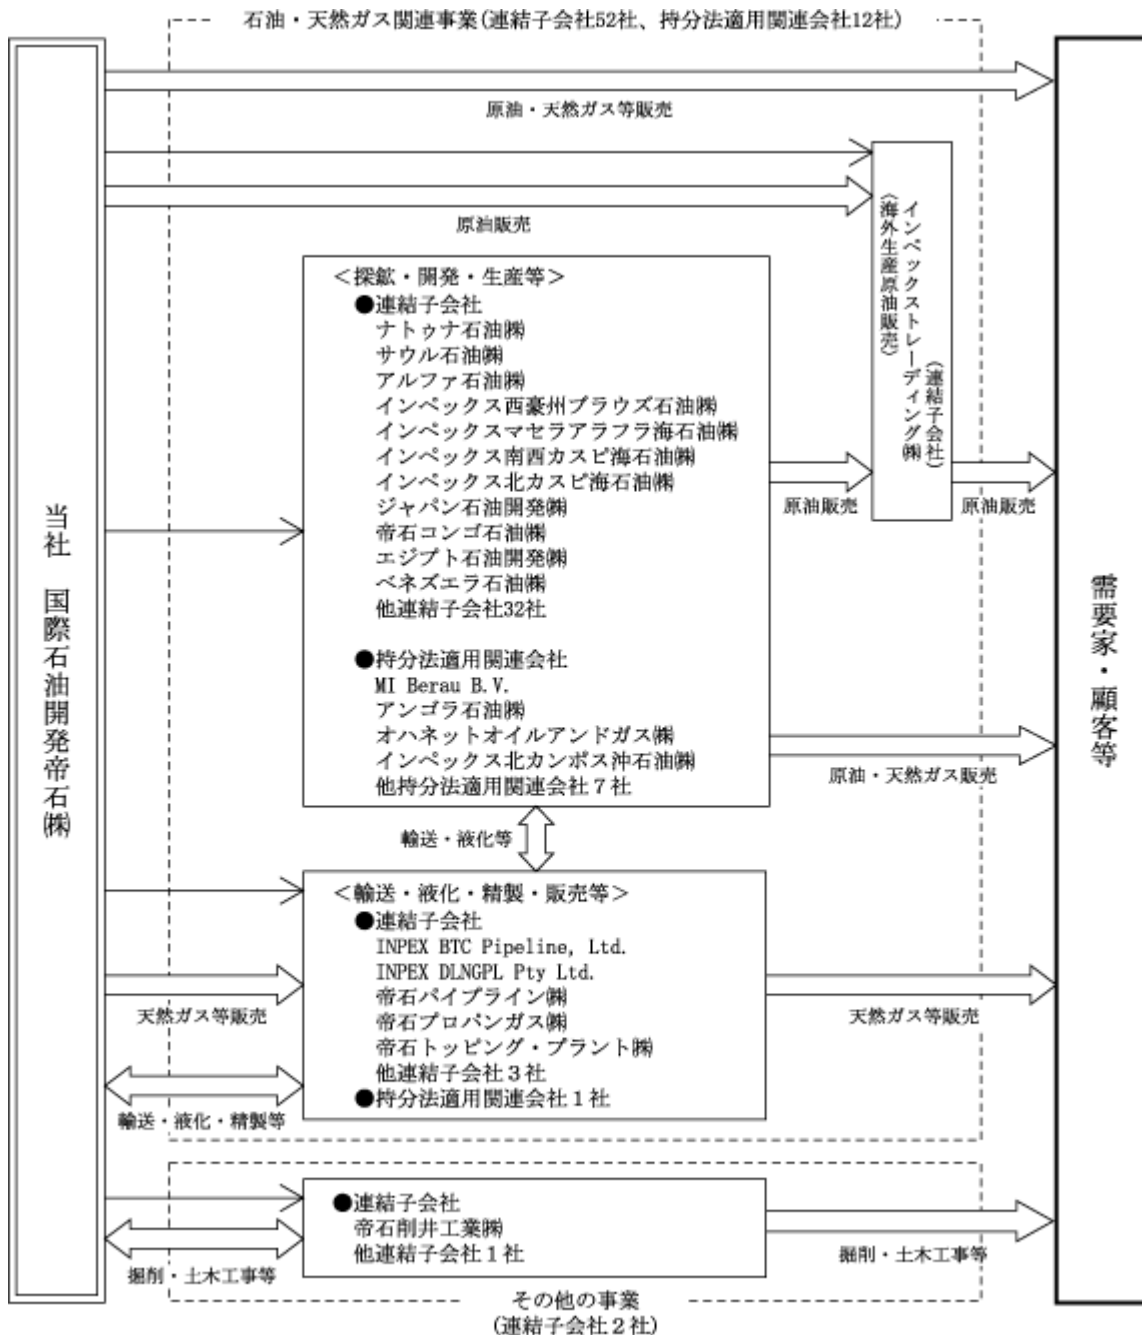 石油・天然ガス関連事業(連結子会社52社、持分法適用関連会社12社)
原油・天然ガス等販売
原油販売
当社 国際石油開発帝石㈱
需要家・顧客等
インペックストレーディング㈱
(連結子会社)
(海外生産原油販売)
<探鉱・開発・生産等>
●連結子会社
ナトゥナ石油㈱
サウル石油㈱
アルファ石油㈱
インペックス西豪州ブラウズ石油㈱
インペックスマセラアラフラ海石油㈱
インペックス南西カスピ海石油㈱
インペックス北カスピ海石油㈱
ジャパン石油開発㈱
帝石コンゴ石油㈱
エジプト石油開発㈱
ベネズエラ石油㈱
他連結子会社32社
原油販売
原油販売
●持分法適用関連会社
MI Berau B.V.
アンゴラ石油㈱
オハネットオイルアンドガス㈱
インペックス北カンポス沖石油㈱
他持分法適用関連会社7社
原油・天然ガス販売
輸送・液化等
<輸送・液化・精製・販売等>
●連結子会社
INPEX BTC Pipeline, Ltd.
INPEX DLNGPL Pty Ltd.
帝石パイプライン㈱
帝石プロパンガス㈱
帝石トッピング・プラント㈱
他連結子会社3社
●持分法適用関連会社1社
天然ガス等販売
天然ガス等販売
輸送・液化・精製等
●連結子会社
帝石削井工業㈱
他連結子会社1社
掘削・土木工事等
掘削・土木工事等
その他の事業
(連結子会社2社)